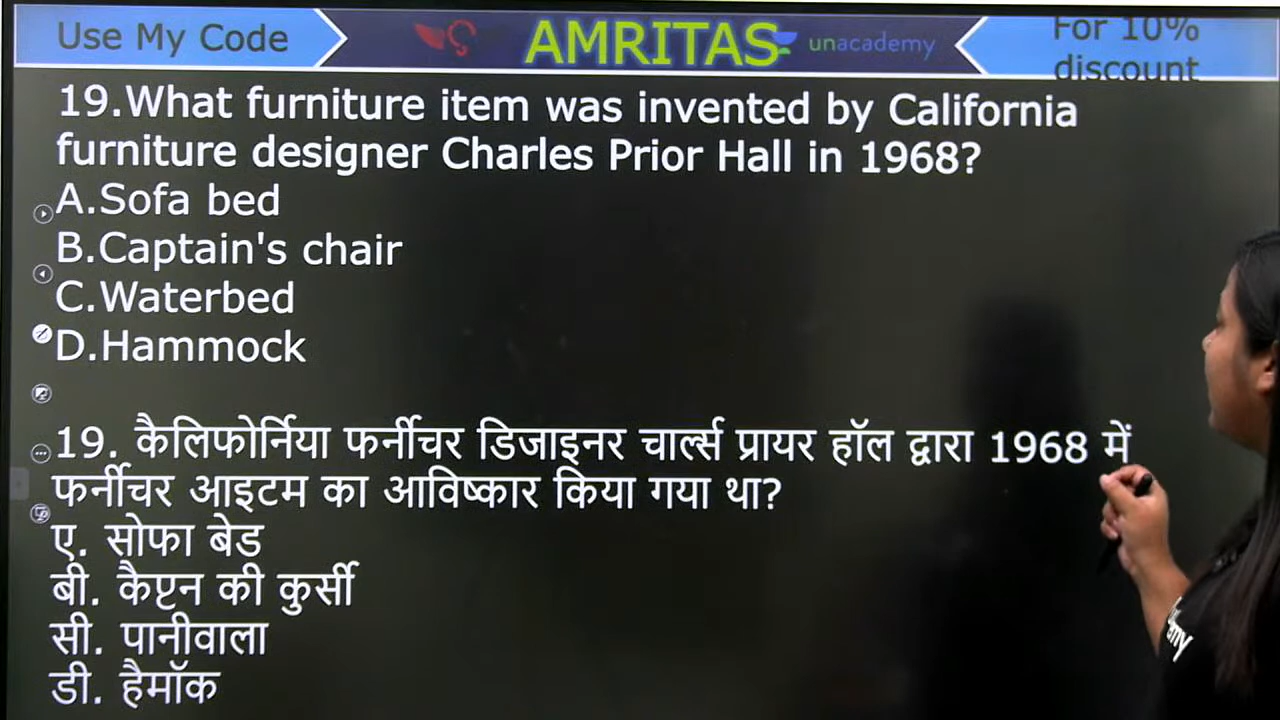 Use My Code
AMRITAS
unacademy
For 10%
discount
19.What furniture item was invented by California
furniture designer Charles Prior Hall in 1968?
A.Sofa bed
B.Captain's chair
C.Waterbed
D.Hammock
19. कैलिफोर्निया फर्नीचर डिजाइनर चार्ल्स प्रायर हॉल द्वारा 1968 में
फर्नीचर आइटम का आविष्कार किया गया था?
ए. सोफा बेड
बी. कैप्टन की कुर्सी
सी. पानीवाला
डी. हैमॉक